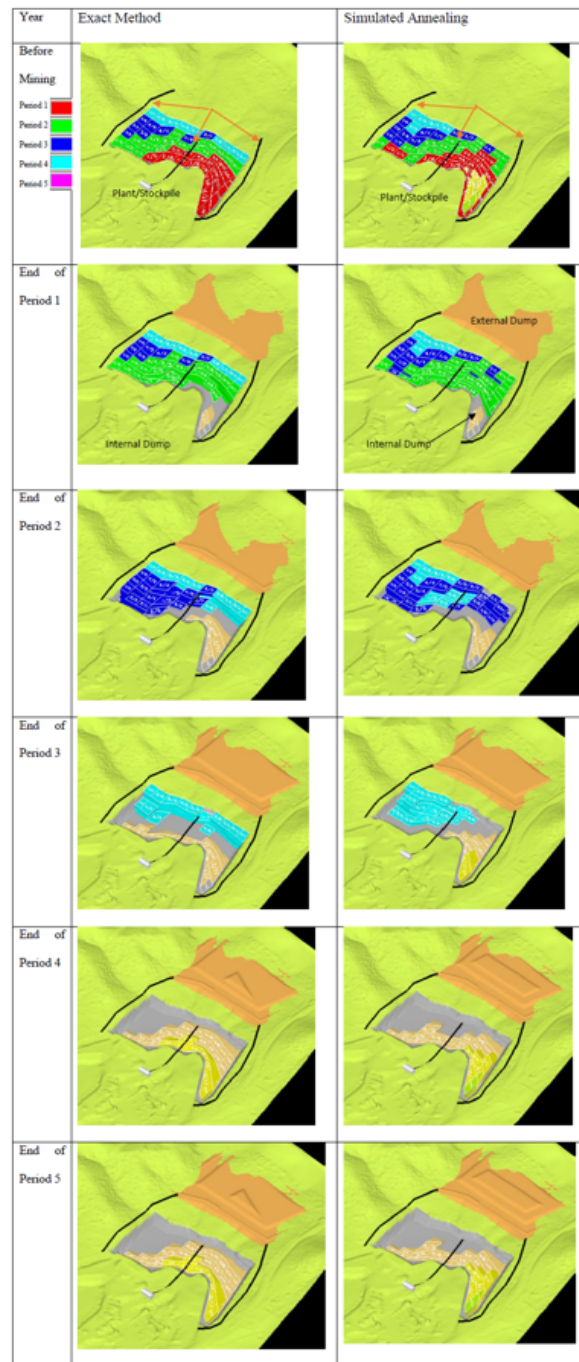 Year
Exact Method
Simulated Annealing
Before
Mining
Period 1
Period 2
Period 3
Period 4
Period 5
Plant/Stockpile
Plant/Stockpile
End of
Period 1
Internal Dump
External Dump
Internal Dump
End of
Period 2
End of
Period 3
End of
Period 4
End of
Period 5